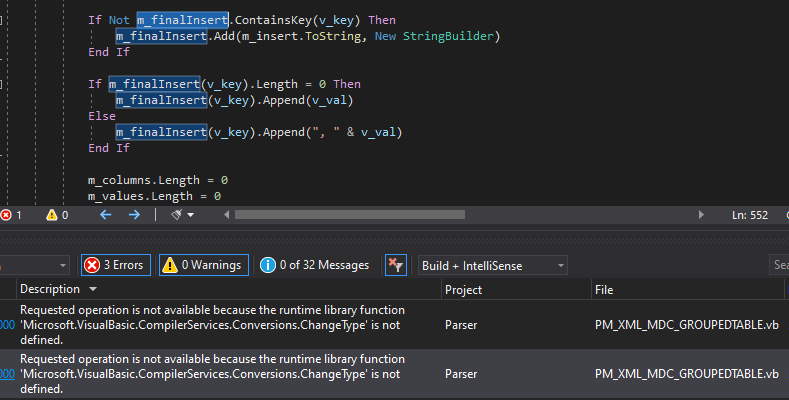 If Not m_finalInsert.ContainsKey(v_key) Then
m_finalInsert.Add(m_insert.ToString, New StringBuilder)
End If
If m_finalInsert(v_key).Length = 0 Then
m_finalInsert(v_key).Append(v_val)
Else
m_finalInsert(v_key).Append(", " & v_val)
End If
m_columns.Length = 0
m_values.Length = 0
1 0 Ln: 552
3 Errors 0 Warnings 0 of 32 Messages Build + IntelliSense Sea
Description Project File
Requested operation is not available because the runtime library function
000 'Microsoft.VisualBasic.CompilerServices.Conversions.ChangeType' is not Parser PM_XML_MDC_GROUPEDTABLE.vb
defined.
Requested operation is not available because the runtime library function
000 'Microsoft.VisualBasic.CompilerServices.Conversions.ChangeType' is not Parser PM_XML_MDC_GROUPEDTABLE.vb
defined.